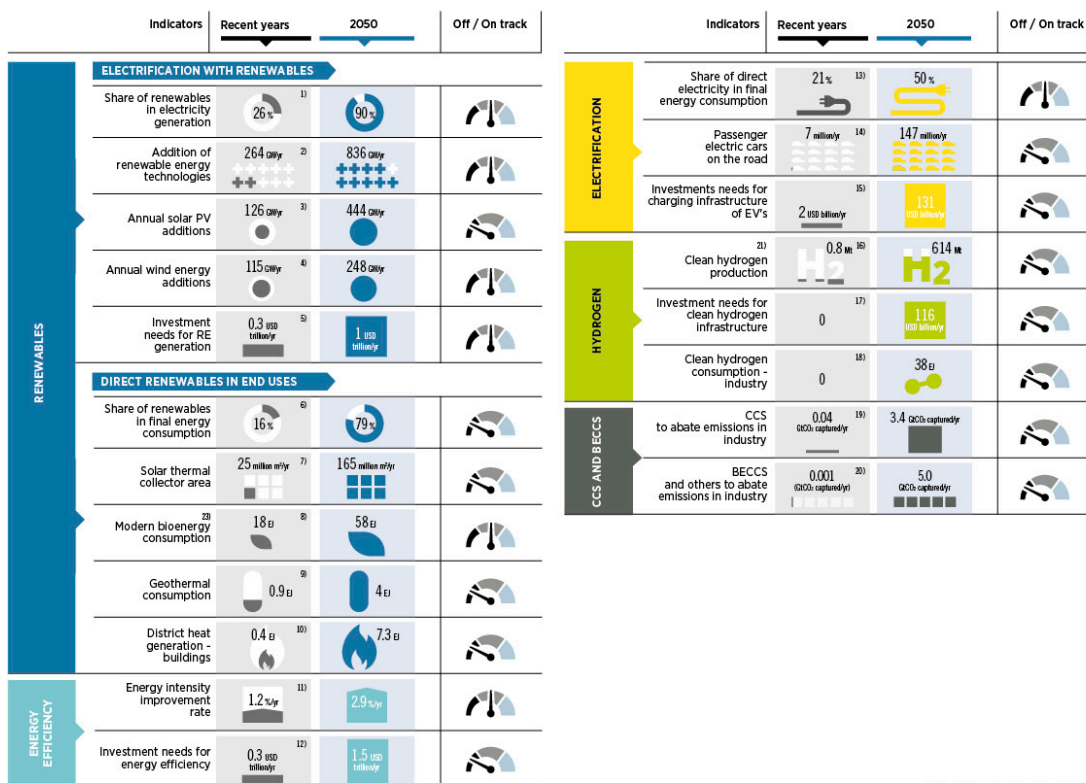 Indicators Recent years 2050 Off / On track
RENEWABLES
ELECTRIFICATION WITH RENEWABLES
Share of renewables
in electricity
generation
1)
26 %
90 %
Addition of
renewable energy
technologies
264 GW/yr 2)
836 GW/yr
Annual solar PV
additions
126 GW/yr 3)
444 GW/yr
Annual wind energy
additions
115 GW/yr 4)
248 GW/yr
Investment
needs for RE
generation
0.3 USD
trillion/yr
5)
1 USD
trillion/yr
DIRECT RENEWABLES IN END USES
Share of renewables
in final energy
consumption
6)
16 %
79 %
Solar thermal
collector area
25 million m²/yr 7)
165 million m²/yr
23)
Modern bioenergy
consumption
18 EJ 8)
58 EJ
Geothermal
consumption
9)
0.9 EJ
4 EJ
District heat
generation -
buildings
0.4 EJ 10)
7.3 EJ
ENERGY
EFFICIENCY
Energy intensity
improvement
rate
11)
1.2 %/yr
2.9 %/yr
Investment needs for
energy efficiency
12)
0.3 USD
trillion/yr
1.5 USD
trillion/yr
Indicators Recent years 2050 Off / On track
ELECTRIFICATION
Share of direct
electricity in final
energy consumption
21 % 13)
50 %
Passenger
electric cars
on the road
7 million/yr 14)
147 million/yr
Investments needs for
charging infrastructure
of EV's
15)
2 USD billion/yr
131
USD billion/yr
HYDROGEN
21)
Clean hydrogen
production
0.8 Mt 16)
H2
614 Mt
H2
Investment needs for
clean hydrogen
infrastructure
17)
0
116
USD billion/yr
Clean hydrogen
consumption -
industry
18)
0
38 EJ
CCS AND BECCS
CCS
to abate emissions in
industry
0.04 19)
GtCO₂ captured/yr
3.4 GtCO₂ captured/yr
BECCS
and others to abate
emissions in industry
0.001 20)
(GtCO₂ captured/yr)
5.0
GtCO₂ captured/yr